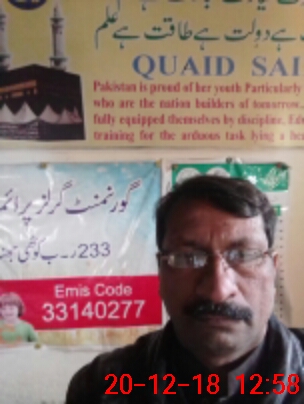 ہے دولت ہے طاقت ہے علم
QUAID SAI
Pakistan is proud of her youth Particularly
who are the nation builders of tomorrow.
fully equipped themselves by discipline, Edu
training for the arduous task lying a he
گورنمنٹ گرلز پرائمر
233
Emis Code
33140277
20-12-18 12:58